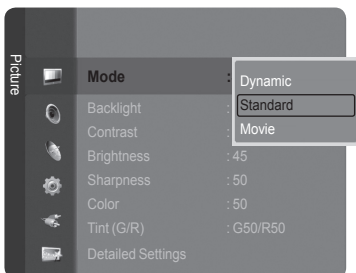 Picture
Mode :
Dynamic
Standard
Movie
Backlight :
Contrast :
Brightness : 45
Sharpness : 50
Color : 50
Tint (G/R) : G50/R50
Detailed Settings